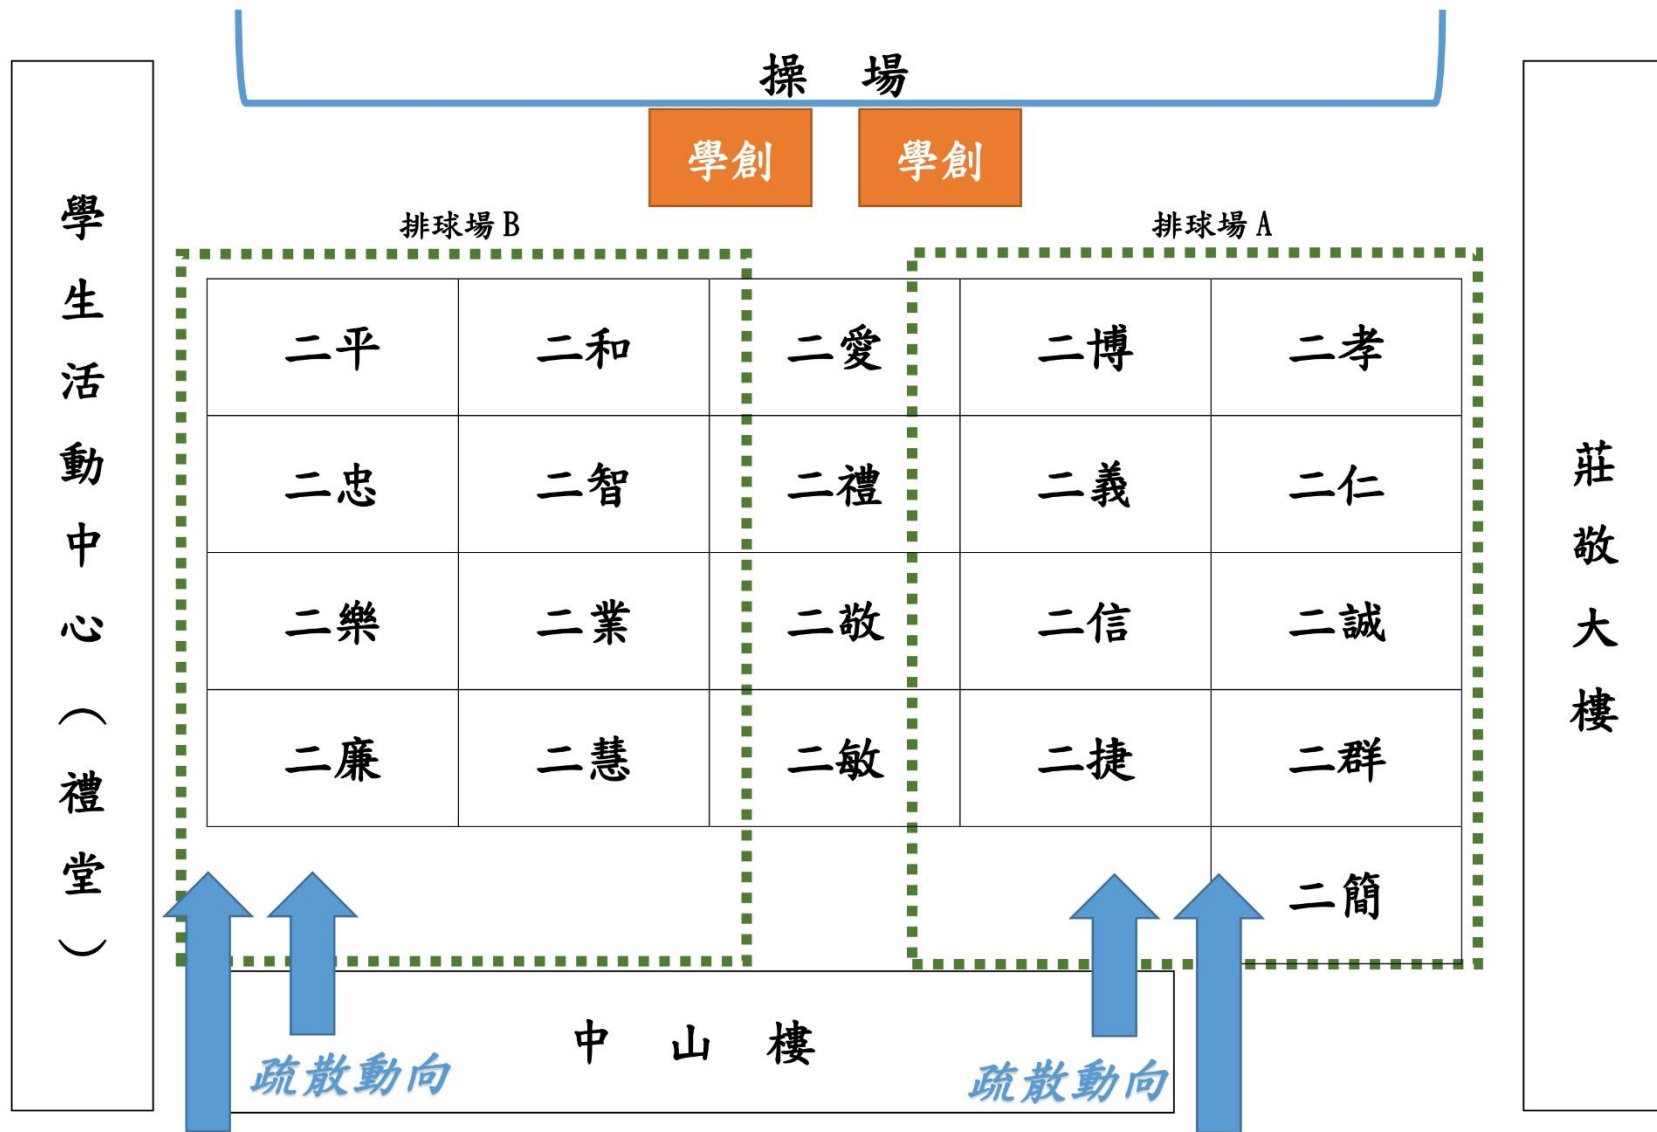 操 場
學創 學創
排球場 B 排球場 A
學生活動中心（禮堂）
二平 二和 二愛 二博 二孝
二忠 二智 二禮 二義 二仁
二樂 二業 二敬 二信 二誠
二廉 二慧 二敏 二捷 二群
二簡
莊敬大樓
中 山 樓
疏散動向 疏散動向